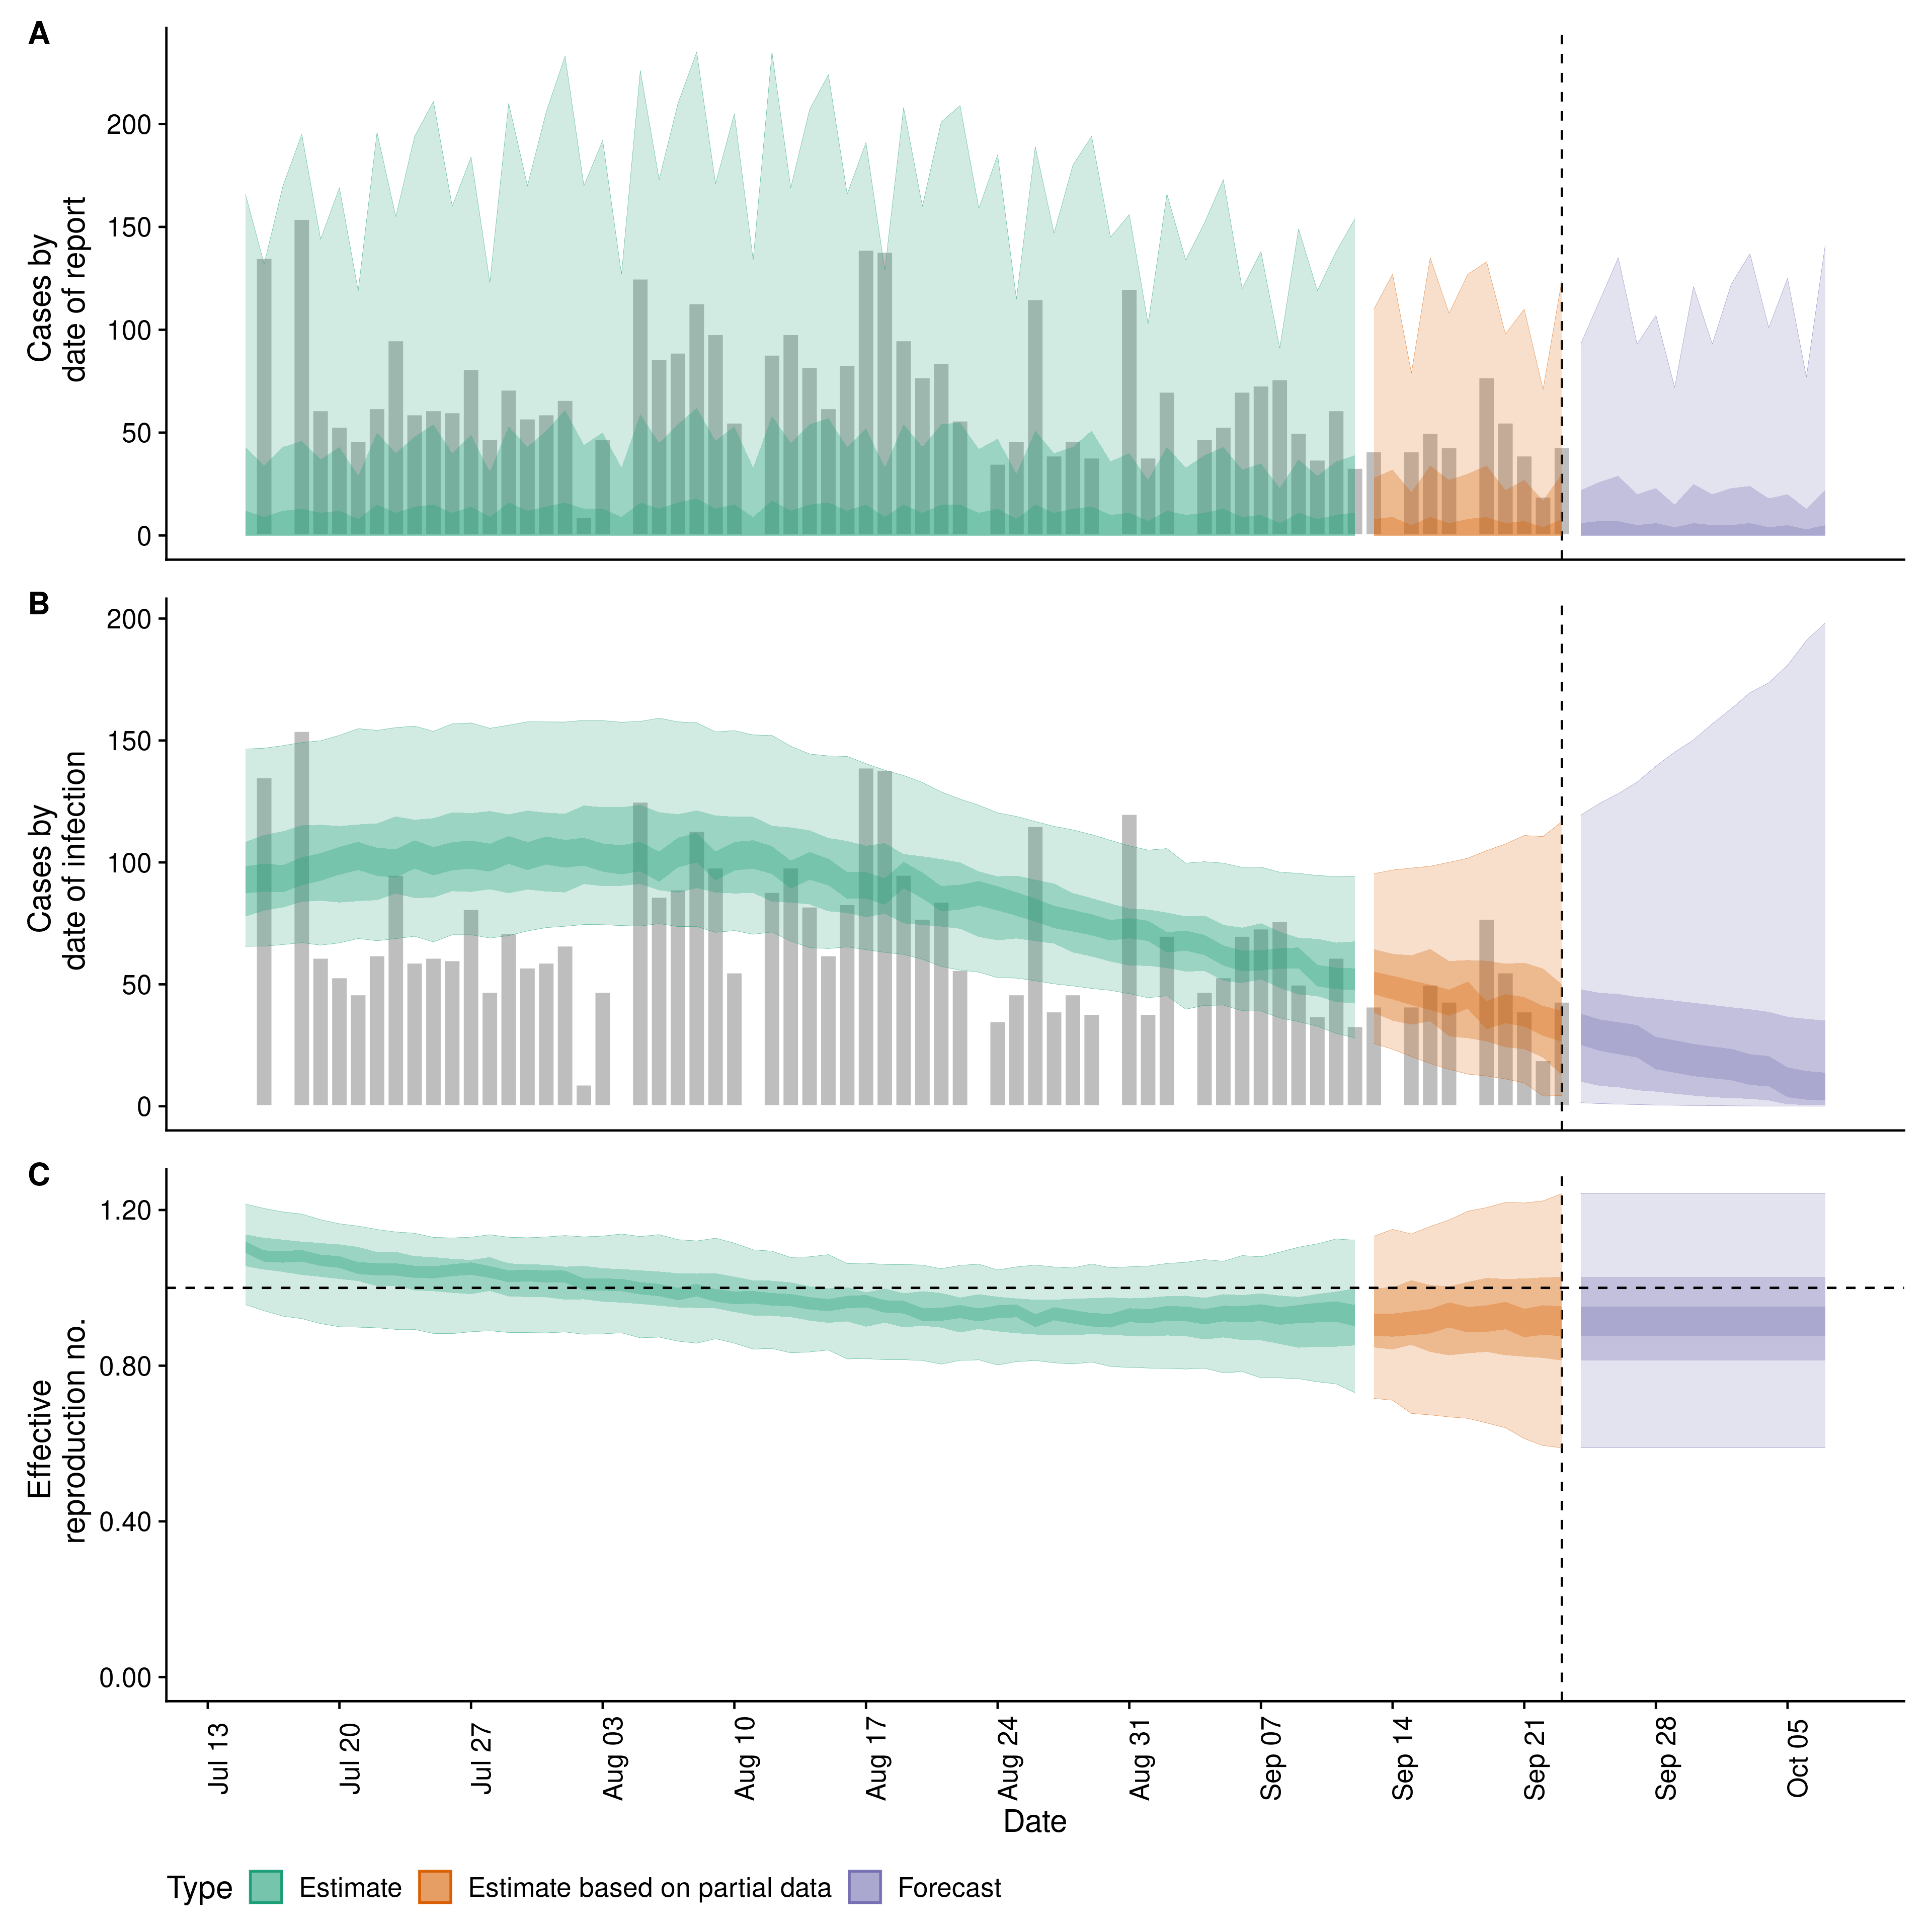 A
Cases by
date of report
200
150
100
50
0
B
Cases by
date of infection
200
150
100
50
0
C
Effective
reproduction no.
1.20
0.80
0.40
0.00
Jul 13
Jul 20
Jul 27
Aug 03
Aug 10
Aug 17
Aug 24
Aug 31
Sep 07
Sep 14
Sep 21
Sep 28
Oct 05
Date
Type Estimate Estimate based on partial data Forecast